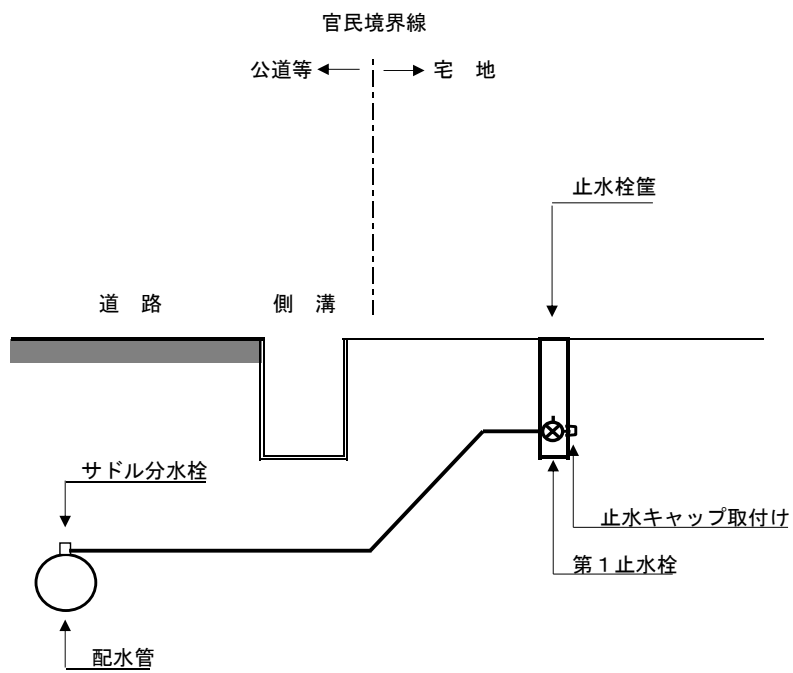 官民境界線
公道等 宅　地
止水栓筐
道　路 側　溝
サドル分水栓
止水キャップ取付け
第１止水栓
配水管